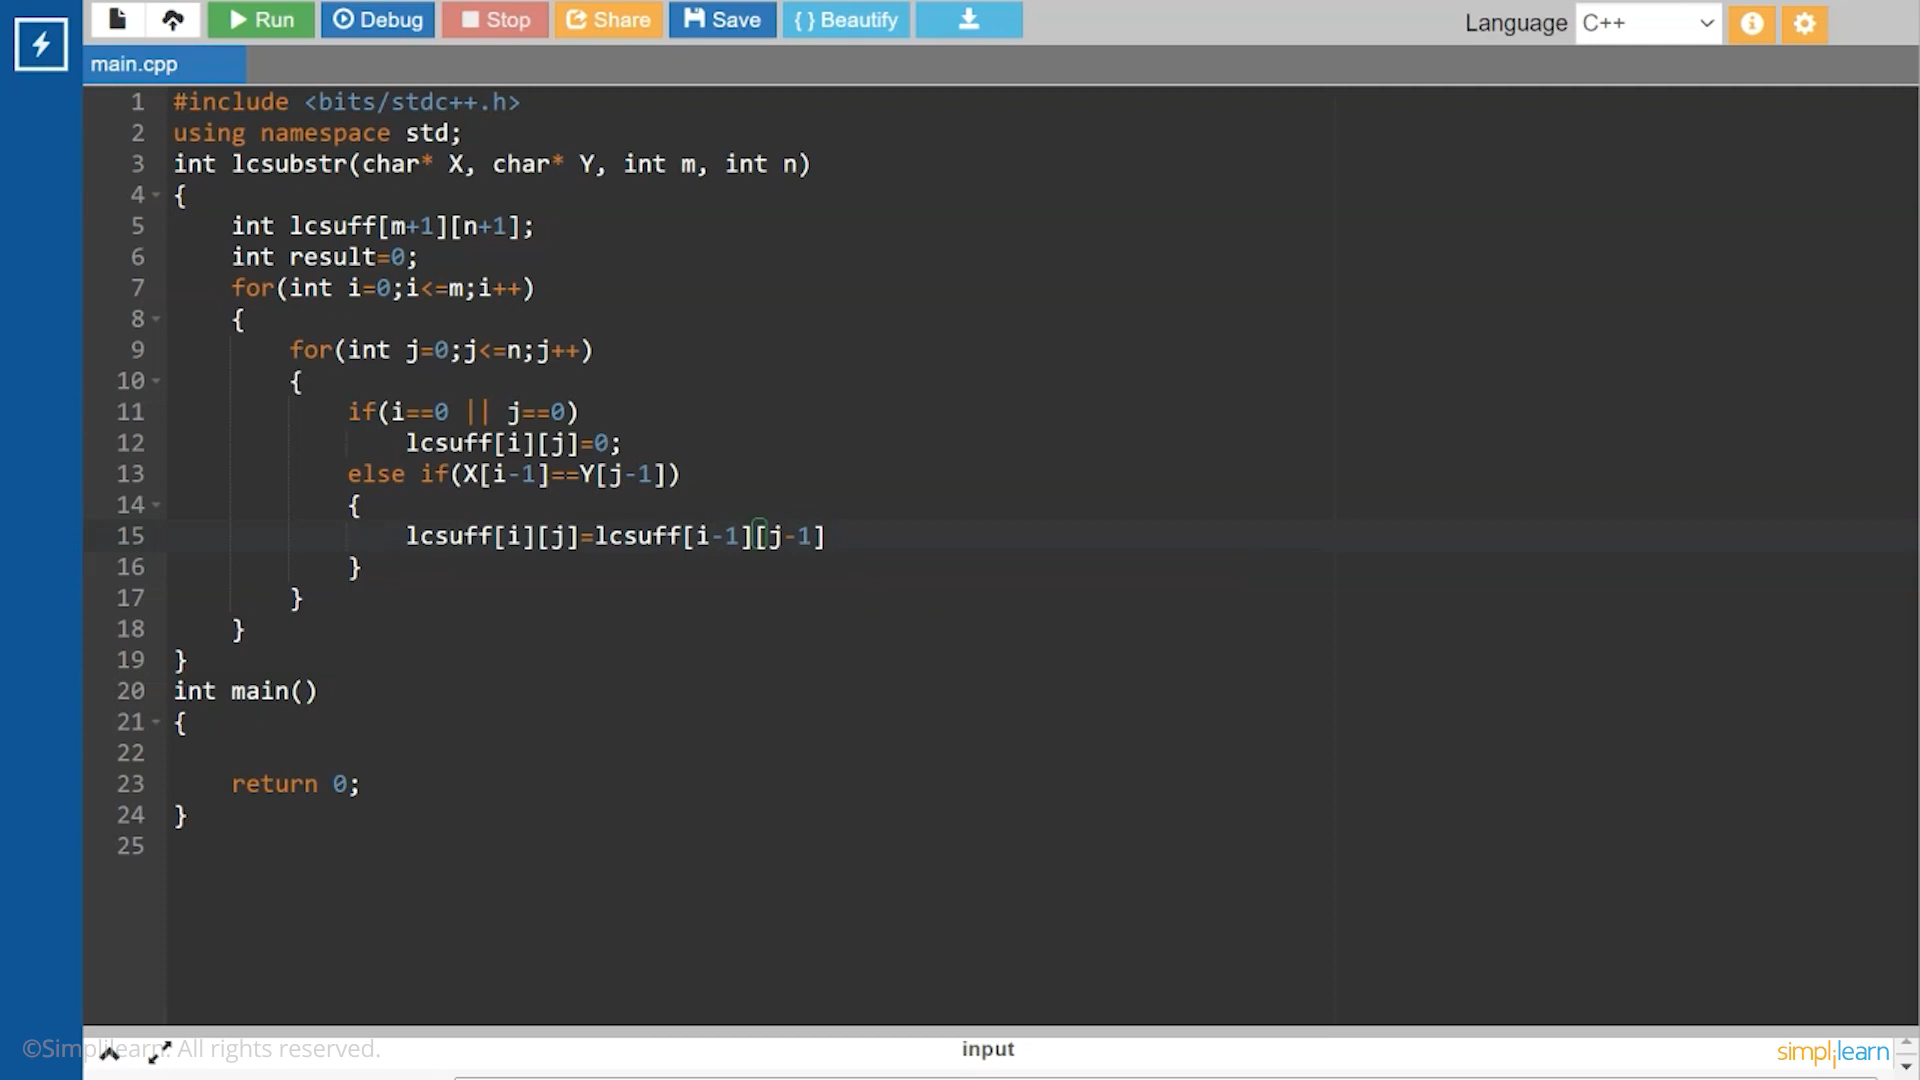 Run Debug Stop Share Save { } Beautify Language C++
main.cpp
1 #include <bits/stdc++.h>
2 using namespace std;
3 int lcsubstr(char* X, char* Y, int m, int n)
4 {
5     int lcsuff[m+1][n+1];
6     int result=0;
7     for(int i=0;i<=m;i++)
8     {
9         for(int j=0;j<=n;j++)
10         {
11             if(i==0 || j==0)
12                 lcsuff[i][j]=0;
13             else if(X[i-1]==Y[j-1])
14             {
15                 lcsuff[i][j]=lcsuff[i-1][j-1]
16             }
17         }
18     }
19 }
20 int main()
21 {
22
23     return 0;
24 }
25
©Simplilearn. All rights reserved. input simplilearn